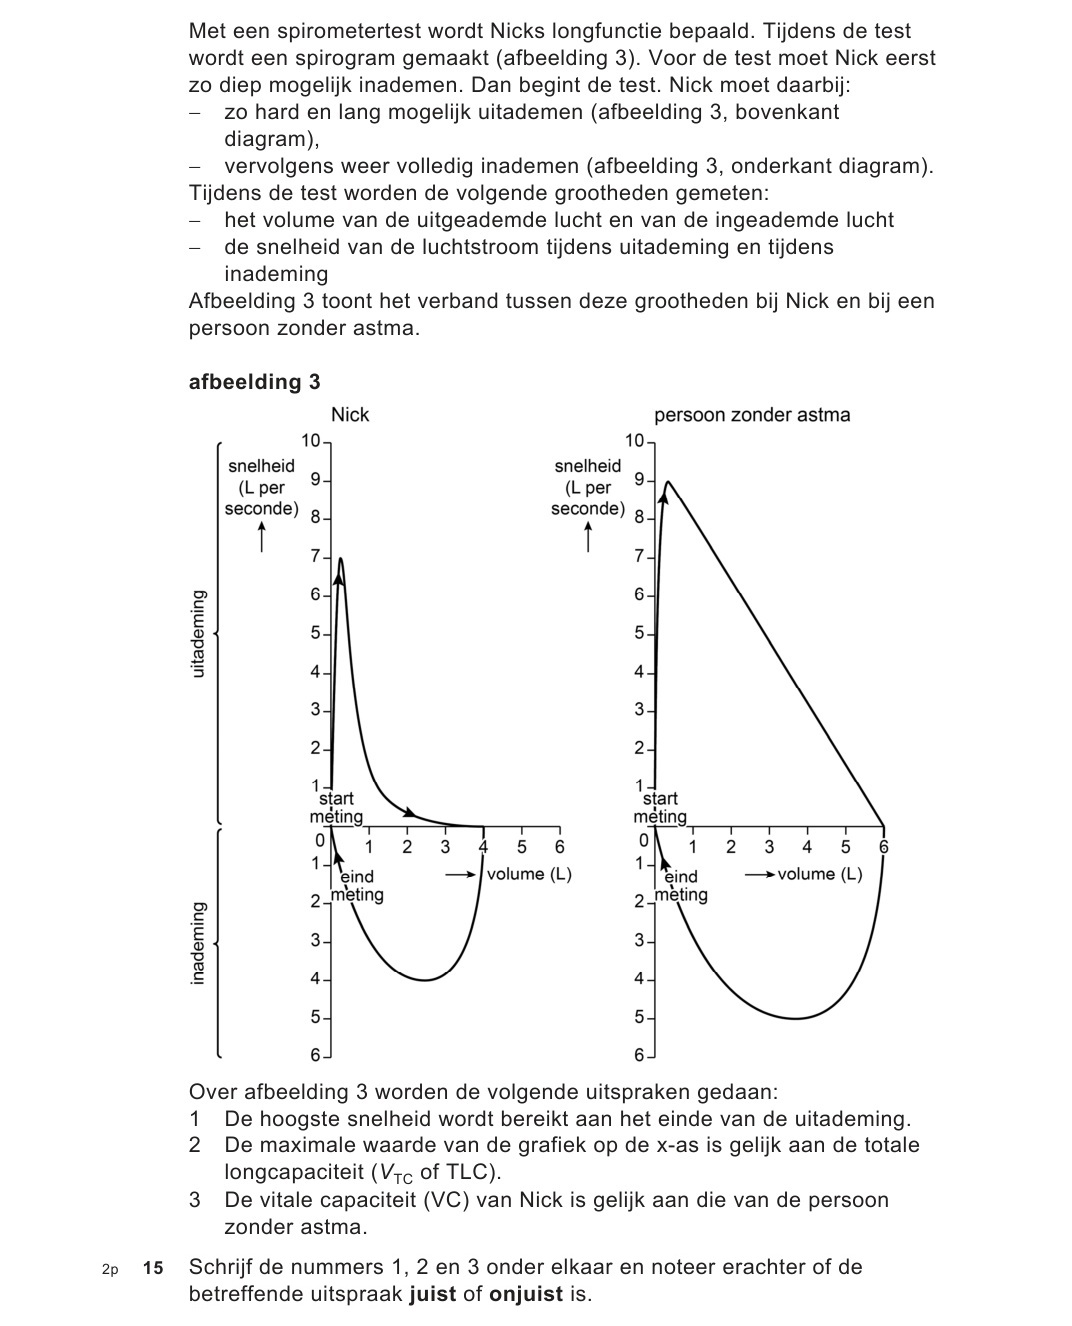 Met een spirometertest wordt Nicks longfunctie bepaald. Tijdens de test
wordt een spirogram gemaakt (afbeelding 3). Voor de test moet Nick eerst
zo diep mogelijk inademen. Dan begint de test. Nick moet daarbij:
– zo hard en lang mogelijk uitademen (afbeelding 3, bovenkant
diagram),
– vervolgens weer volledig inademen (afbeelding 3, onderkant diagram).
Tijdens de test worden de volgende grootheden gemeten:
– het volume van de uitgeademde lucht en van de ingeademde lucht
– de snelheid van de luchtstroom tijdens uitademing en tijdens
inademing
Afbeelding 3 toont het verband tussen deze grootheden bij Nick en bij een
persoon zonder astma.
afbeelding 3
Nick
10
snelheid
(L per
seconde)
9
8
7
6
5
4
3
2
1
start
meting
0
1 2 3 4 5 6
1
eind
meting
volume (L)
2
3
4
5
6
uitademing
inademing
persoon zonder astma
10
snelheid
(L per
seconde)
9
8
7
6
5
4
3
2
1
start
meting
0
1 2 3 4 5 6
1
eind
meting
volume (L)
2
3
4
5
6
Over afbeelding 3 worden de volgende uitspraken gedaan:
1 De hoogste snelheid wordt bereikt aan het einde van de uitademing.
2 De maximale waarde van de grafiek op de x-as is gelijk aan de totale
longcapaciteit (VTC of TLC).
3 De vitale capaciteit (VC) van Nick is gelijk aan die van de persoon
zonder astma.
2p 15 Schrijf de nummers 1, 2 en 3 onder elkaar en noteer erachter of de
betreffende uitspraak juist of onjuist is.